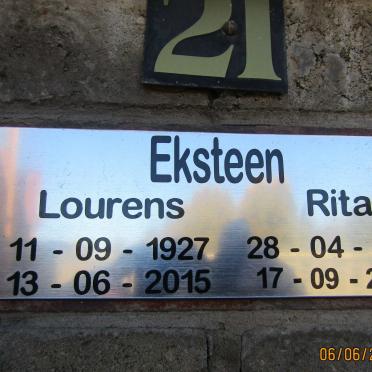 21
Eksteen
Lourens Rita
11 - 09 - 1927 28 - 04 -
13 - 06 - 2015 17 - 09 - 2
06/06/2